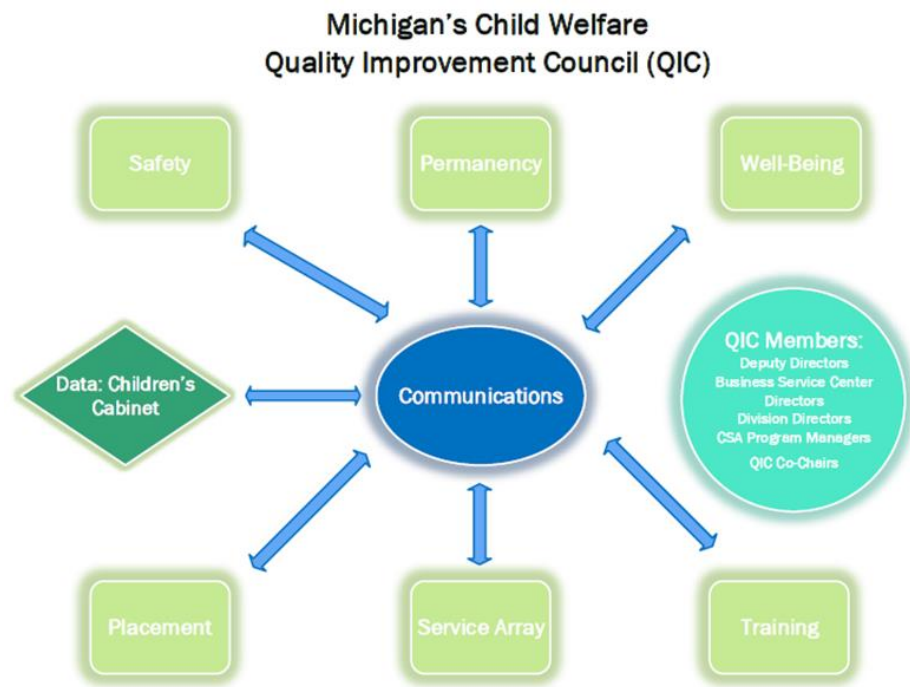 Michigan's Child Welfare
Quality Improvement Council (QIC)
Safety
Permanency
Well-Being
Data: Children's
Cabinet
Communications
QIC Members:
Deputy Directors
Business Service Center
Directors
Division Directors
CSA Program Managers
QIC Co-Chairs
Placement
Service Array
Training